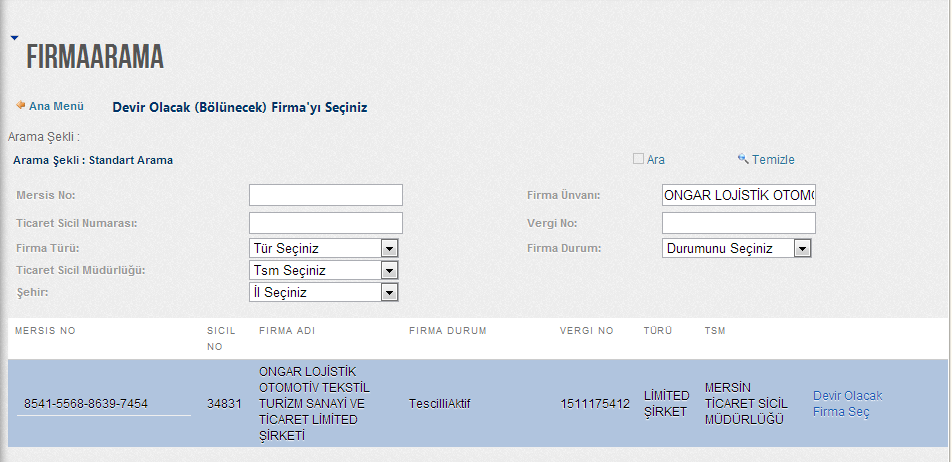 FIRMAARAMA
Ana Menü Devir Olacak (Bölünecek) Firma'yı Seçiniz
Arama Şekli :
Arama Şekli : Standart Arama Ara Temizle
Mersis No: Firma Ünvanı: ONGAR LOJİSTİK OTOMO
Ticaret Sicil Numarası: Vergi No:
Firma Türü: Tür Seçiniz Firma Durum: Durumunu Seçiniz
Ticaret Sicil Müdürlüğü: Tsm Seçiniz
Şehir: İl Seçiniz
MERSIS NO SICIL FIRMA ADI FIRMA DURUM VERGI NO TÜRÜ TSM
NO
ONGAR LOJİSTİK
OTOMOTİV TEKSTİL LİMİTED MERSİN Devir Olacak
8541-5568-8639-7454 34831 TURİZM SANAYİ VE TescilliAktif 1511175412 ŞİRKET TİCARET SİCİL Firma Seç
TİCARET LİMİTED MÜDÜRLÜĞÜ
ŞİRKETİ